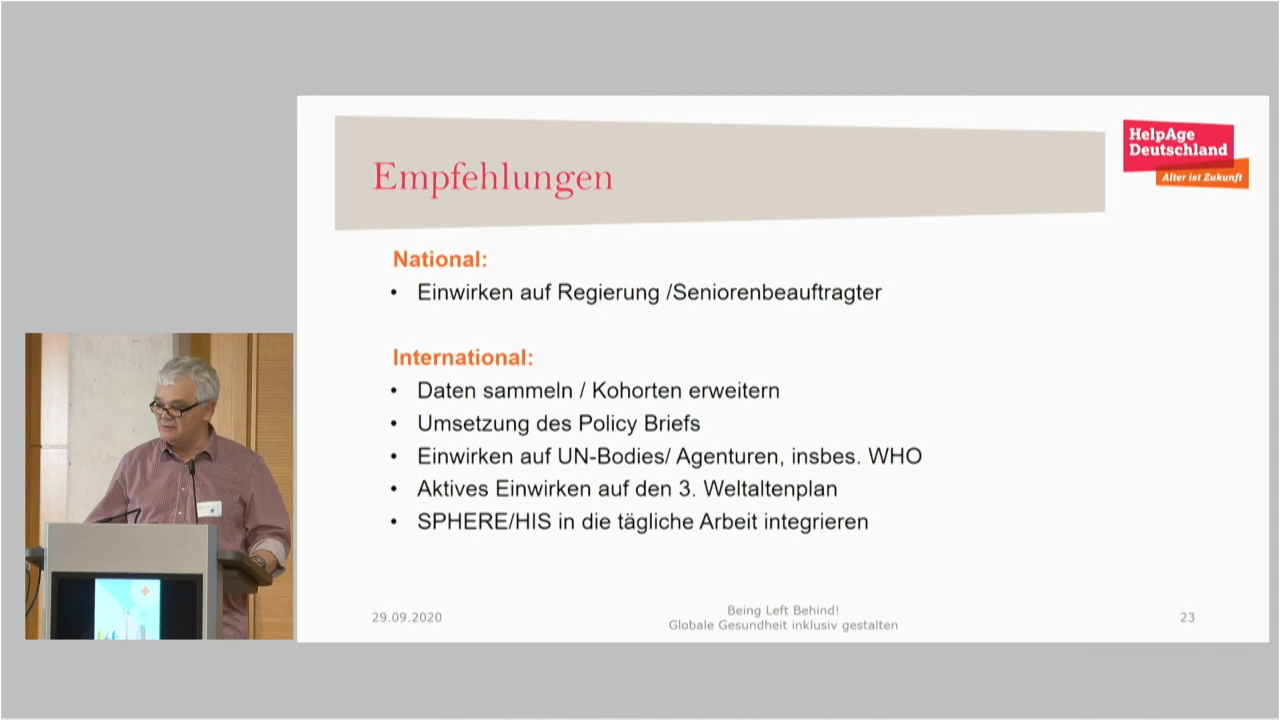 HelpAge
Deutschland
Alter ist Zukunft
Empfehlungen
National:
• Einwirken auf Regierung /Seniorenbeauftragter
International:
• Daten sammeln / Kohorten erweitern
• Umsetzung des Policy Briefs
• Einwirken auf UN-Bodies/ Agenturen, insbes. WHO
• Aktives Einwirken auf den 3. Weltaltenplan
• SPHERE/HIS in die tägliche Arbeit integrieren
29.09.2020
Being Left Behind!
Globale Gesundheit inklusiv gestalten
23